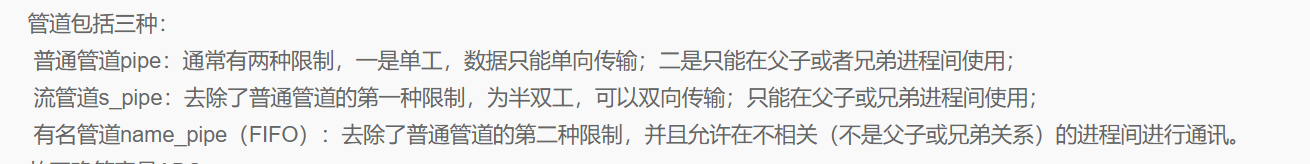 管道包括三种：
普通管道pipe：通常有两种限制，一是单工，数据只能单向传输；二是只能在父子或者兄弟进程间使用；
流管道s_pipe：去除了普通管道的第一种限制，为半双工，可以双向传输；只能在父子或兄弟进程间使用；
有名管道name_pipe（FIFO）：去除了普通管道的第二种限制，并且允许在不相关（不是父子或兄弟关系）的进程间进行通讯。